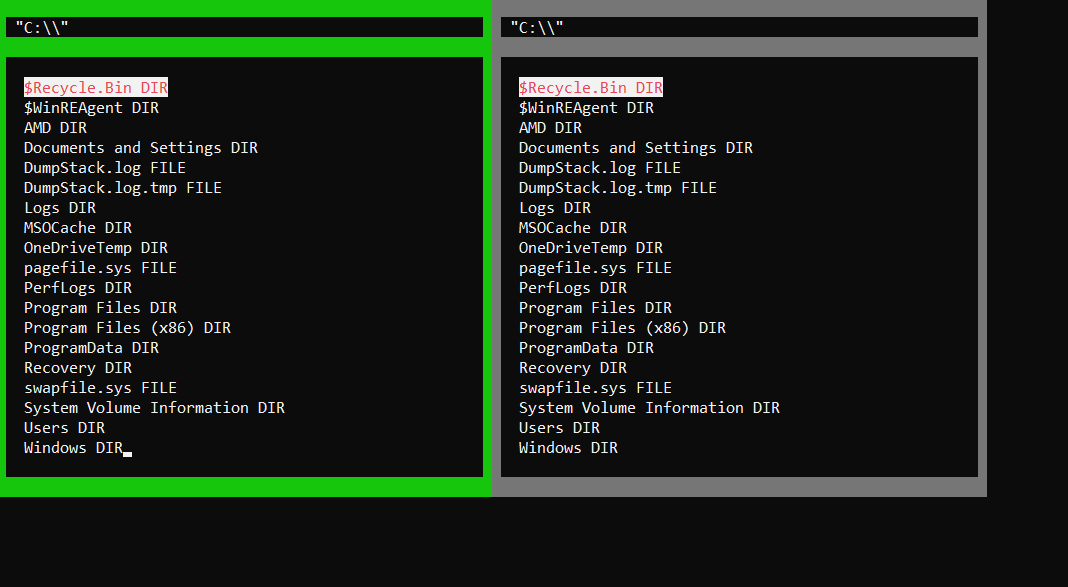 "C:\\"
$Recycle.Bin DIR
$WinREAgent DIR
AMD DIR
Documents and Settings DIR
DumpStack.log FILE
DumpStack.log.tmp FILE
Logs DIR
MSOCache DIR
OneDriveTemp DIR
pagefile.sys FILE
PerfLogs DIR
Program Files DIR
Program Files (x86) DIR
ProgramData DIR
Recovery DIR
swapfile.sys FILE
System Volume Information DIR
Users DIR
Windows DIR
"C:\\"
$Recycle.Bin DIR
$WinREAgent DIR
AMD DIR
Documents and Settings DIR
DumpStack.log FILE
DumpStack.log.tmp FILE
Logs DIR
MSOCache DIR
OneDriveTemp DIR
pagefile.sys FILE
PerfLogs DIR
Program Files DIR
Program Files (x86) DIR
ProgramData DIR
Recovery DIR
swapfile.sys FILE
System Volume Information DIR
Users DIR
Windows DIR